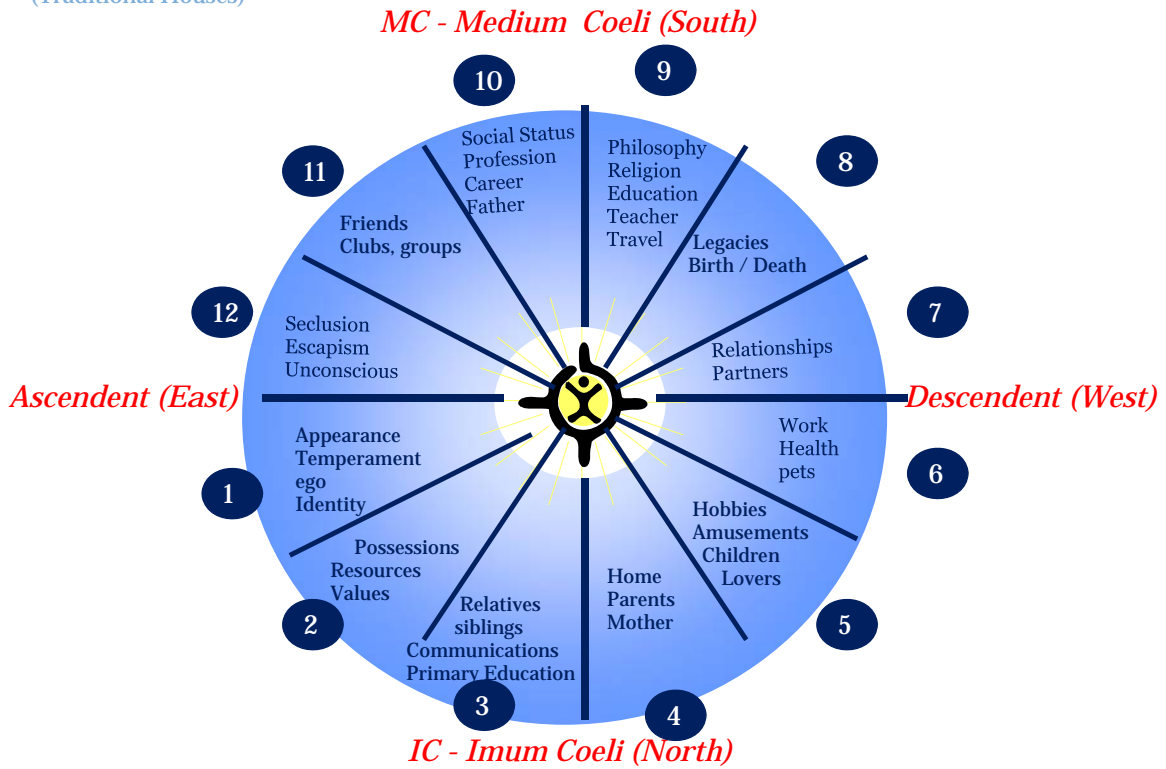 (Traditional Houses)
MC - Medium Coeli (South)
10
9
Social Status
Profession
Career
Father
Philosophy
Religion
Education
Teacher
Travel
11
8
Friends
Clubs, groups
Legacies
Birth / Death
12
7
Seclusion
Escapism
Unconscious
Relationships
Partners
Ascendent (East)
Descendent (West)
Appearance
Temperament
ego
Identity
Work
Health
pets
1
6
Possessions
Resources
Values
Hobbies
Amusements
Children
Lovers
2
5
Relatives
siblings
Communications
Primary Education
Home
Parents
Mother
3
4
IC - Imum Coeli (North)